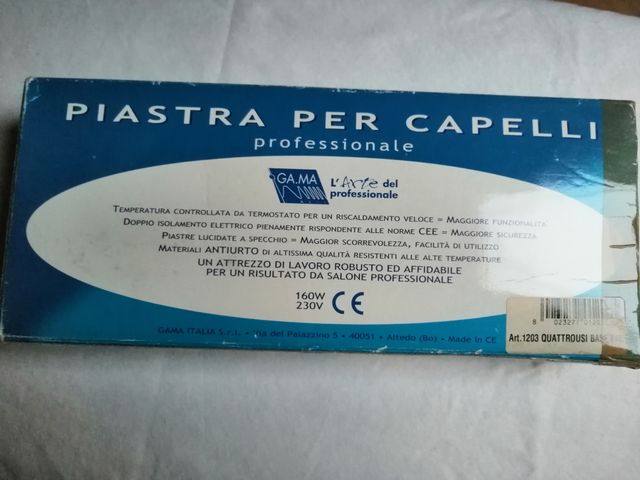 PIASTRA PER CAPELLI
professionale
GA.MA
L'Arte del
professionale
TEMPERATURA CONTROLLATA DA TERMOSTATO PER UN RISCALDAMENTO VELOCE = MAGGIORE FUNZIONALITÀ
DOPPIO ISOLAMENTO ELETTRICO PIENAMENTE RISPONDENTE ALLE NORME CEE = MAGGIORE SICUREZZA
PIASTRE LUCIDATE A SPECCHIO = MAGGIOR SCORREVOLEZZA, FACILITÀ DI UTILIZZO
MATERIALI ANTIURTO DI ALTISSIMA QUALITÀ RESISTENTI ALLE ALTE TEMPERATURE
UN ATTREZZO DI LAVORO ROBUSTO ED AFFIDABILE
PER UN RISULTATO DA SALONE PROFESSIONALE
160W
230V
CE
GAMA ITALIA S.r.l. • Via del Palazzino 5 • 40051 • Altedo (Bo) • Made in CE
Art.1203 QUATTROUSI